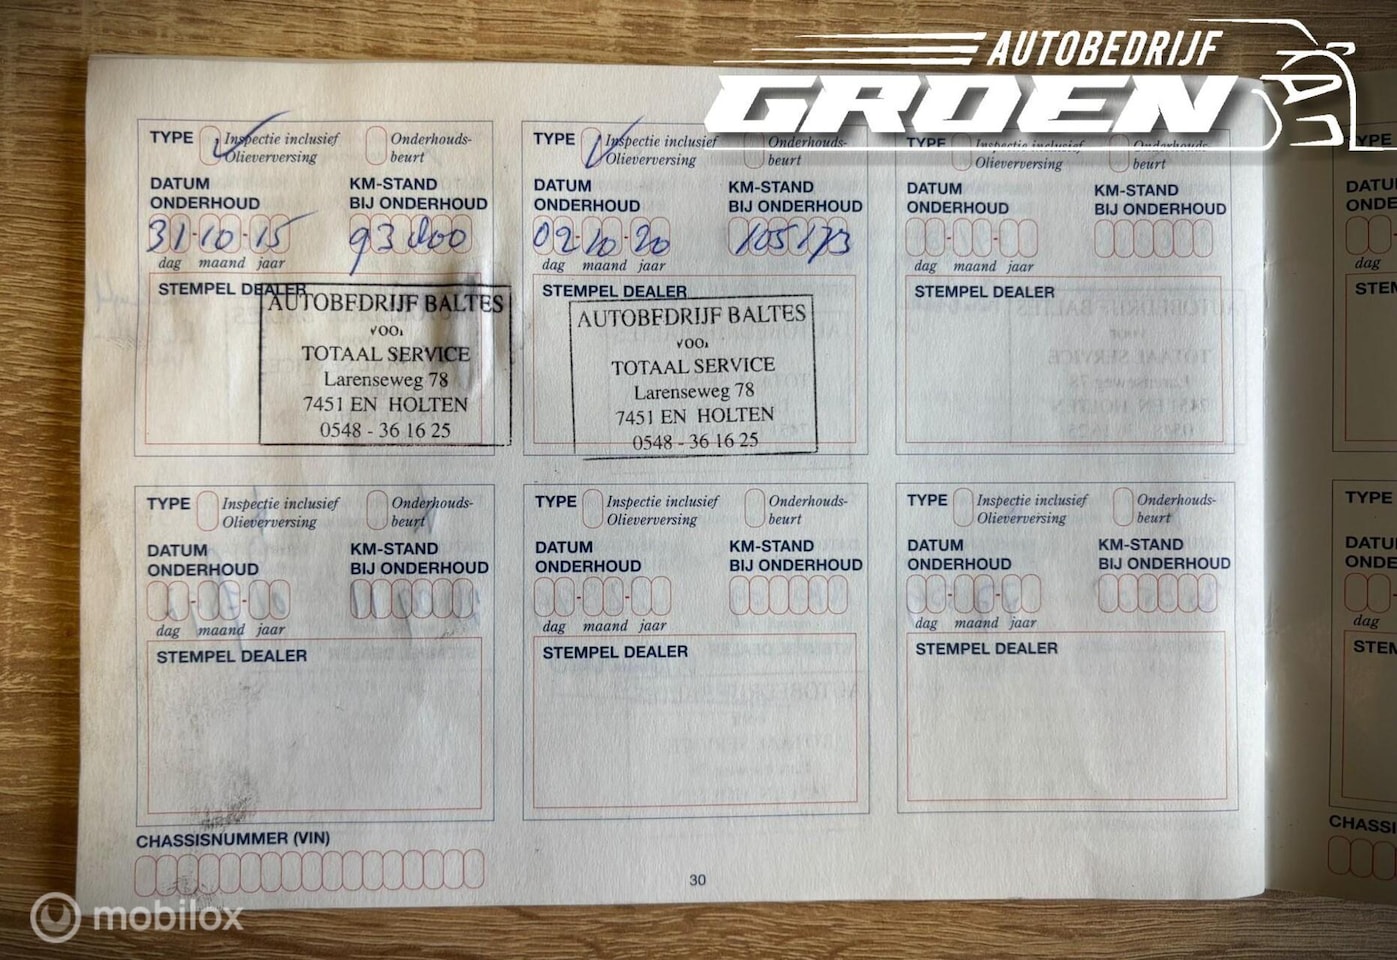 AUTOBEDRIJF
GROEN
TYPE Inspectie inclusief Olieverversing Onderhouds-beurt
DATUM ONDERHOUD KM-STAND BIJ ONDERHOUD
31-10-15 93000
dag maand jaar
STEMPEL DEALER
AUTOBEDRIJF BALTES
voor
TOTAAL SERVICE
Larenseweg 78
7451 EN HOLTEN
0548 - 36 16 25
TYPE Inspectie inclusief Olieverversing Onderhouds-beurt
DATUM ONDERHOUD KM-STAND BIJ ONDERHOUD
02-10-20 105173
dag maand jaar
STEMPEL DEALER
AUTOBEDRIJF BALTES
voor
TOTAAL SERVICE
Larenseweg 78
7451 EN HOLTEN
0548 - 36 16 25
TYPE Inspectie inclusief Olieverversing Onderhouds-beurt
DATUM ONDERHOUD KM-STAND BIJ ONDERHOUD
dag maand jaar
STEMPEL DEALER
TYPE Inspectie inclusief Olieverversing Onderhouds-beurt
DATUM ONDERHOUD KM-STAND BIJ ONDERHOUD
dag maand jaar
STEMPEL DEALER
TYPE Inspectie inclusief Olieverversing Onderhouds-beurt
DATUM ONDERHOUD KM-STAND BIJ ONDERHOUD
dag maand jaar
STEMPEL DEALER
TYPE Inspectie inclusief Olieverversing Onderhouds-beurt
DATUM ONDERHOUD KM-STAND BIJ ONDERHOUD
dag maand jaar
STEMPEL DEALER
CHASSISNUMMER (VIN)
30
TYPE
dag
TYPE
dag
mobilox